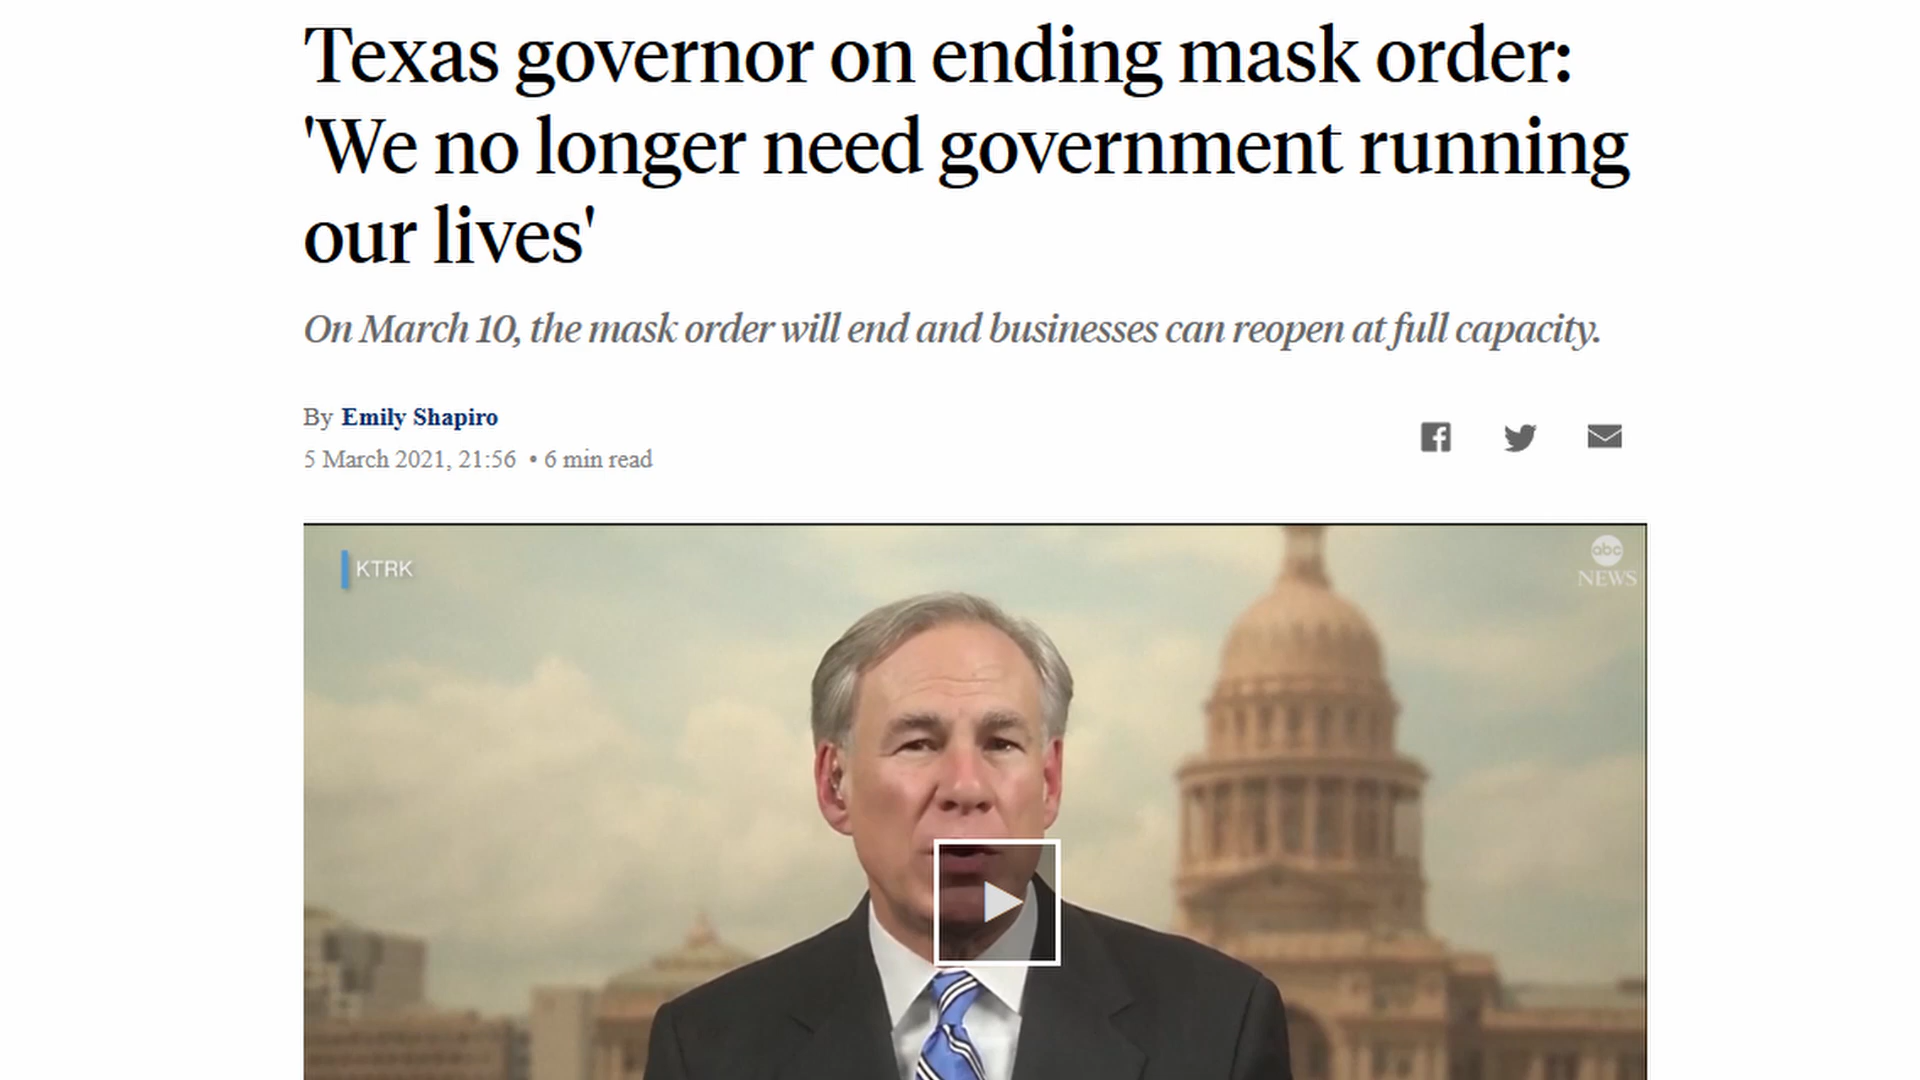 Texas governor on ending mask order:
'We no longer need government running
our lives'
On March 10, the mask order will end and businesses can reopen at full capacity.
By Emily Shapiro
5 March 2021, 21:56 • 6 min read
KTRK
abc
NEWS